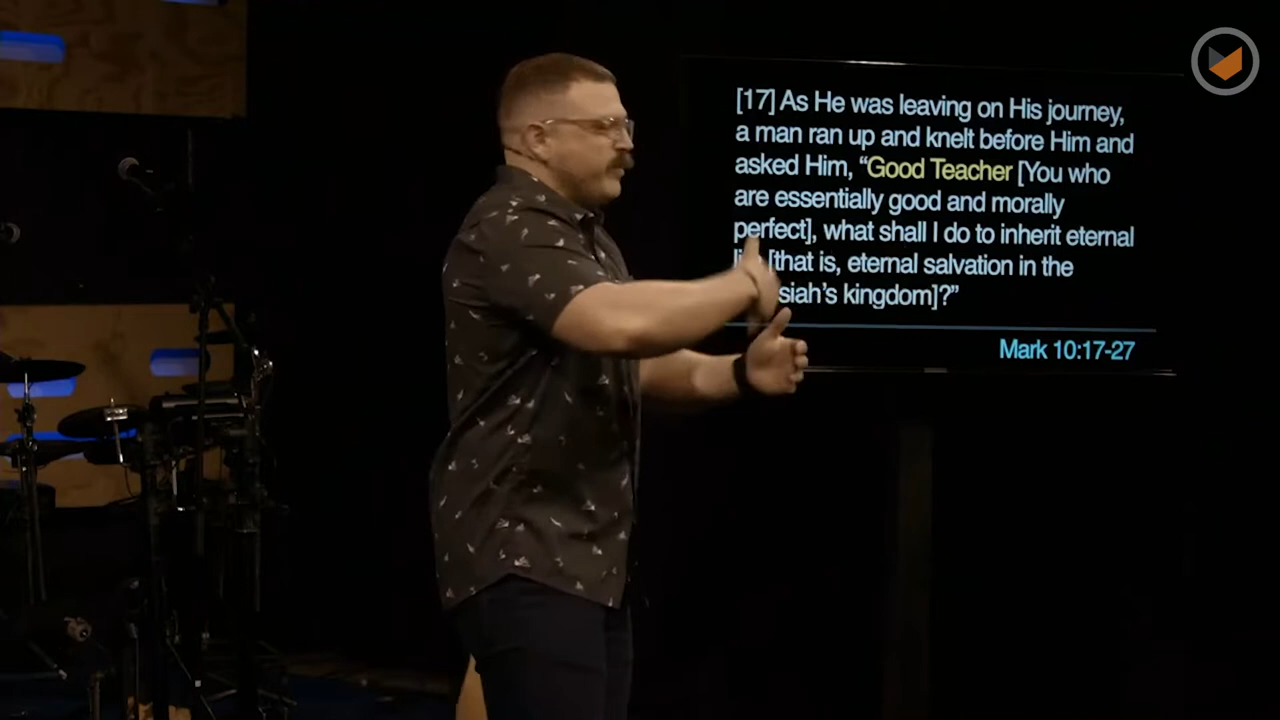 [17] As He was leaving on His journey,
a man ran up and knelt before Him and
asked Him, “Good Teacher [You who
are essentially good and morally
perfect], what shall I do to inherit eternal
[that is, eternal salvation in the
kingdom]?”
Mark 10:17-27